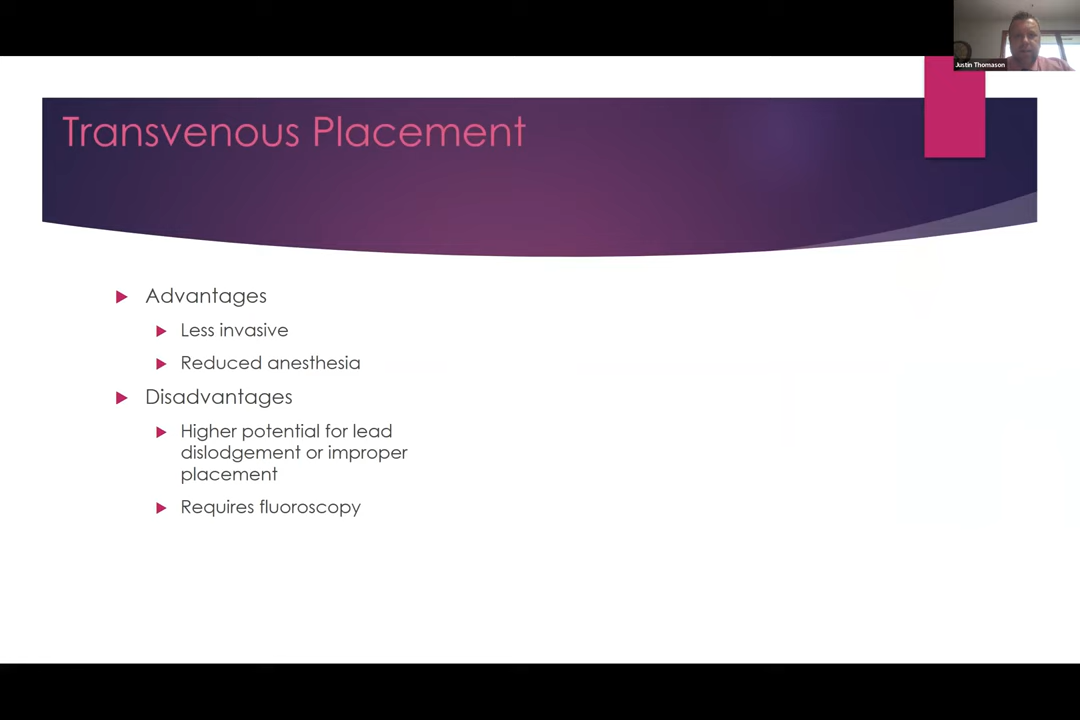 Justin Thomason
Transvenous Placement
Advantages
Less invasive
Reduced anesthesia
Disadvantages
Higher potential for lead
dislodgement or improper
placement
Requires fluoroscopy